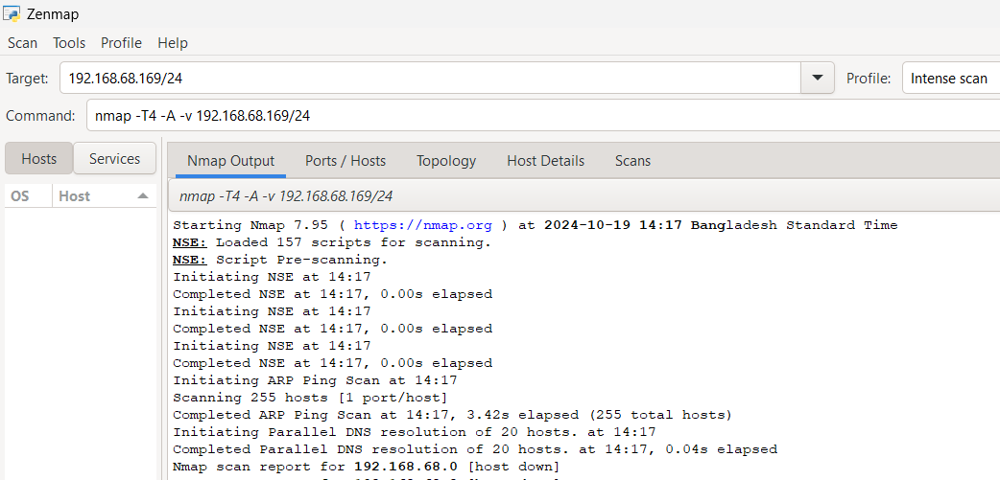 Zenmap
Scan Tools Profile Help
Target: 192.168.68.169/24 Profile: Intense scan
Command: nmap -T4 -A -v 192.168.68.169/24
Hosts Services Nmap Output Ports / Hosts Topology Host Details Scans
OS Host
nmap -T4 -A -v 192.168.68.169/24
Starting Nmap 7.95 ( https://nmap.org ) at 2024-10-19 14:17 Bangladesh Standard Time
NSE: Loaded 157 scripts for scanning.
NSE: Script Pre-scanning.
Initiating NSE at 14:17
Completed NSE at 14:17, 0.00s elapsed
Initiating NSE at 14:17
Completed NSE at 14:17, 0.00s elapsed
Initiating NSE at 14:17
Completed NSE at 14:17, 0.00s elapsed
Initiating ARP Ping Scan at 14:17
Scanning 255 hosts [1 port/host]
Completed ARP Ping Scan at 14:17, 3.42s elapsed (255 total hosts)
Initiating Parallel DNS resolution of 20 hosts. at 14:17
Completed Parallel DNS resolution of 20 hosts. at 14:17, 0.04s elapsed
Nmap scan report for 192.168.68.0 [host down]